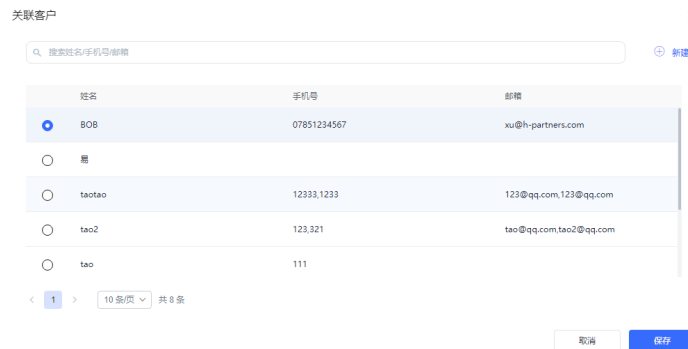 关联客户
搜索姓名/手机号/邮箱
新建
姓名 手机号 邮箱
BOB 07851234567 xu@h-partners.com
易
taotao 12333,1233 123@qq.com,123@qq.com
tao2 123,321 tao@qq.com,tao2@qq.com
tao 111
1 10 条/页 共 8 条
取消 保存